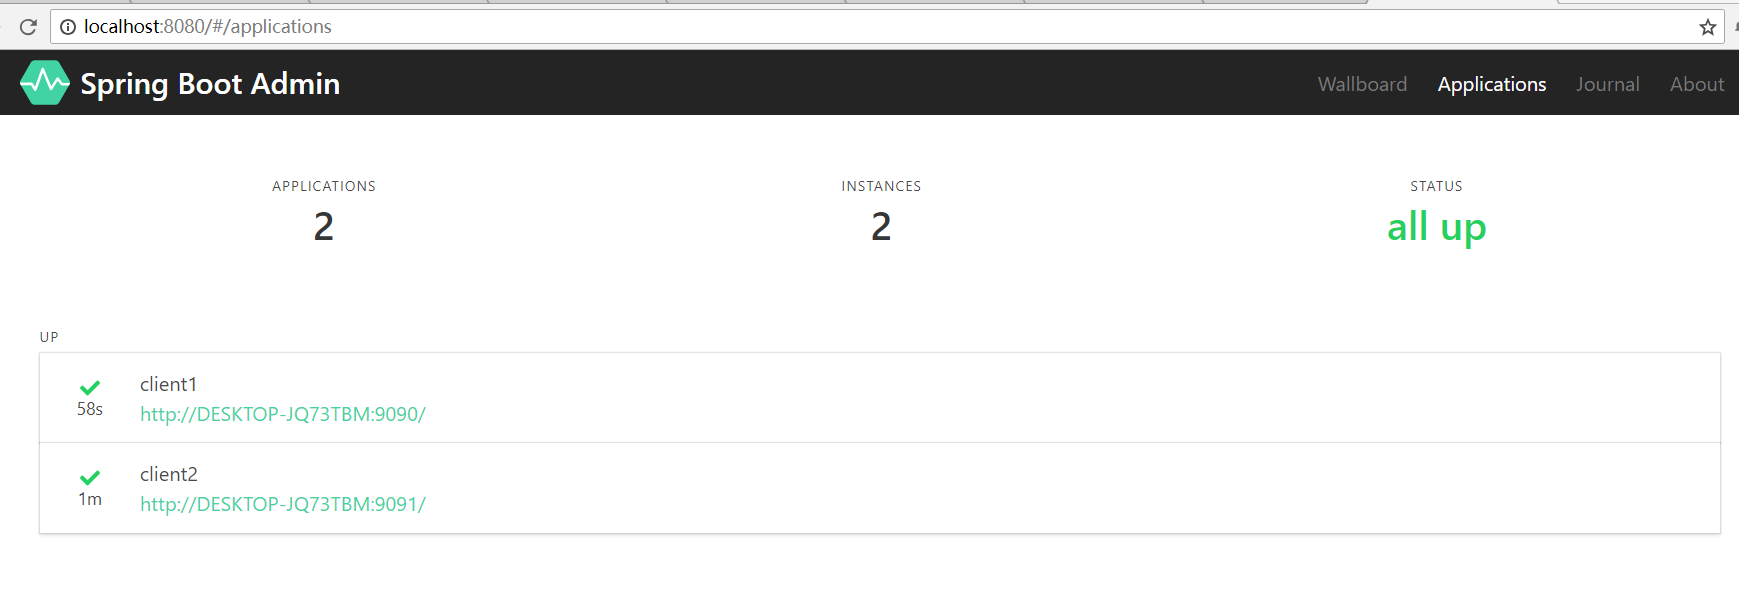 localhost:8080/#/applications
Spring Boot Admin
Wallboard Applications Journal About
APPLICATIONS INSTANCES STATUS
2 2 all up
UP
client1
58s
http://DESKTOP-JQ73TBM:9090/
client2
1m
http://DESKTOP-JQ73TBM:9091/